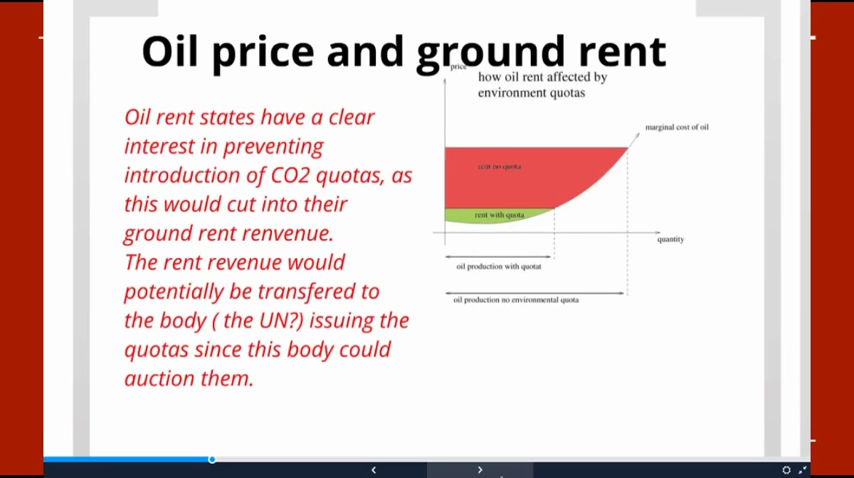 Oil price and ground rent
price
how oil rent affected by
environment quotas
Oil rent states have a clear
interest in preventing
introduction of CO2 quotas, as
this would cut into their
ground rent renvenue.
The rent revenue would
potentially be transfered to
the body ( the UN?) issuing the
quotas since this body could
auction them.
marginal cost of oil
rent no quota
rent with quota
quantity
oil production with quotat
oil production no environmental quota